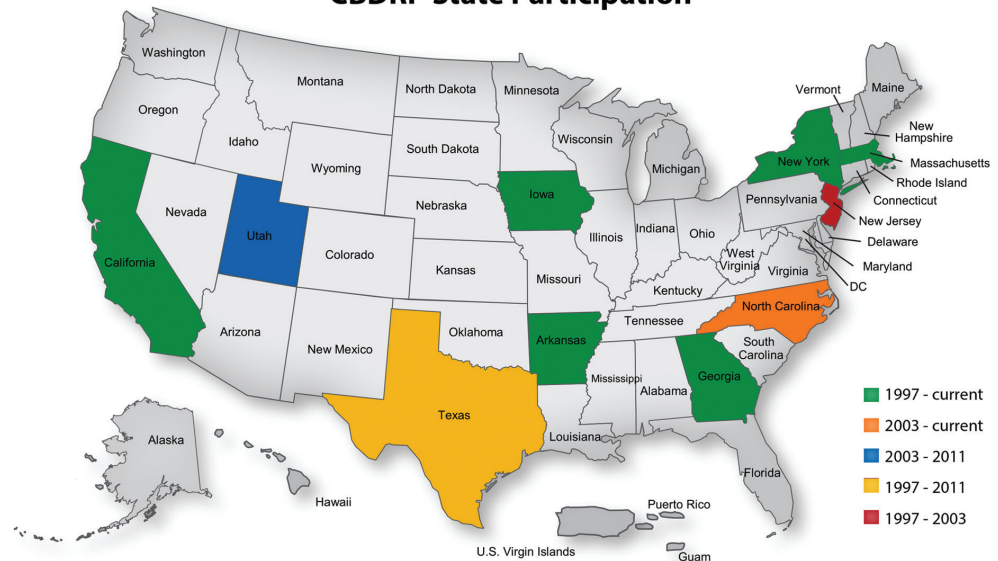 State Participation
Washington
Oregon
California
Idaho
Nevada
Utah
Arizona
Montana
Wyoming
Colorado
New Mexico
North Dakota
South Dakota
Nebraska
Kansas
Oklahoma
Texas
Minnesota
Iowa
Missouri
Arkansas
Louisiana
Wisconsin
Illinois
Michigan
Indiana
Ohio
Kentucky
Tennessee
Mississippi
Alabama
Georgia
Florida
South
Carolina
North Carolina
Virginia
West
Virginia
Pennsylvania
New York
Vermont
Maine
New
Hampshire
Massachusetts
Rhode Island
Connecticut
New Jersey
Delaware
Maryland
DC
Alaska
Hawaii
U.S. Virgin Islands
Puerto Rico
Guam
1997 - current
2003 - current
2003 - 2011
1997 - 2011
1997 - 2003